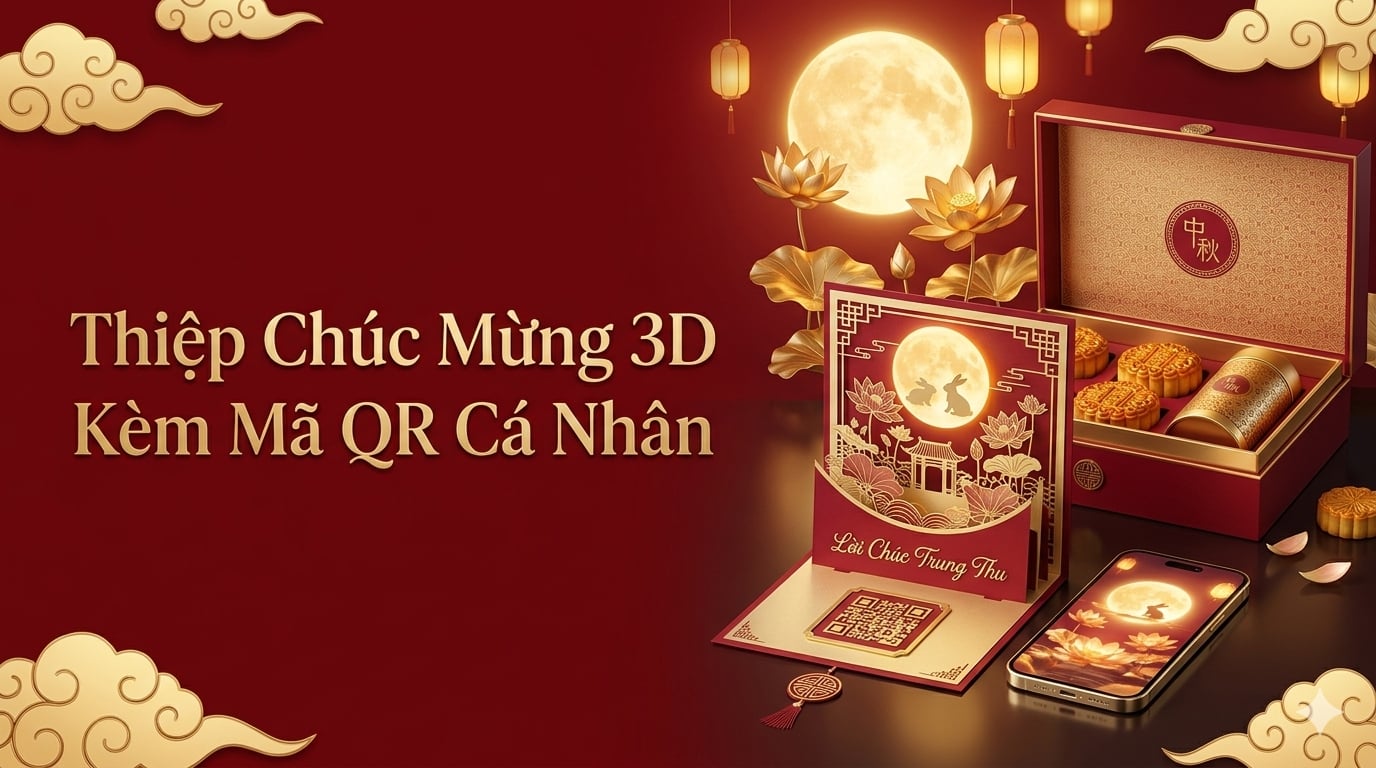 Thiệp Chúc Mừng 3D
Kèm Mã QR Cá Nhân
中秋
Lời Chúc Trung Thu